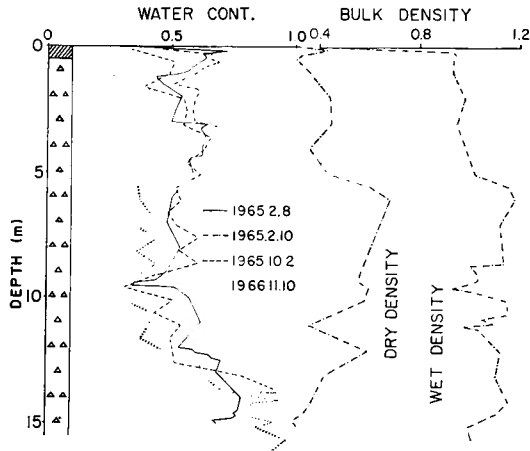 WATER CONT. BULK DENSITY
0.5 1.0 0.4 0.8 1.2
0
5
10
15
DEPTH (m)
1965 2.8
1965.2.10
1965 10 2
1966 11.10
DRY DENSITY
WET DENSITY